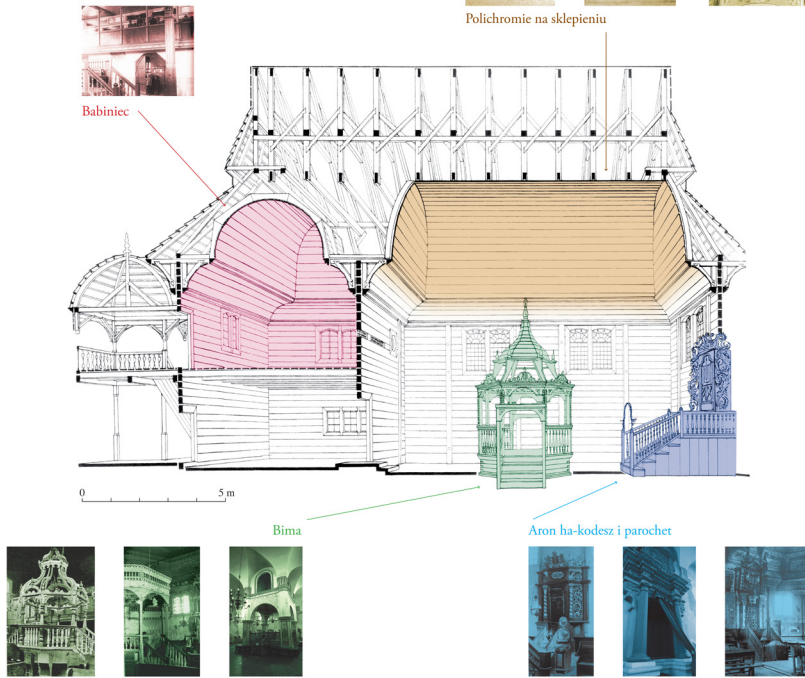 Polichromie na sklepieniu
Babiniec
0 5 m
Bima
Aron ha-kodesz i parochet